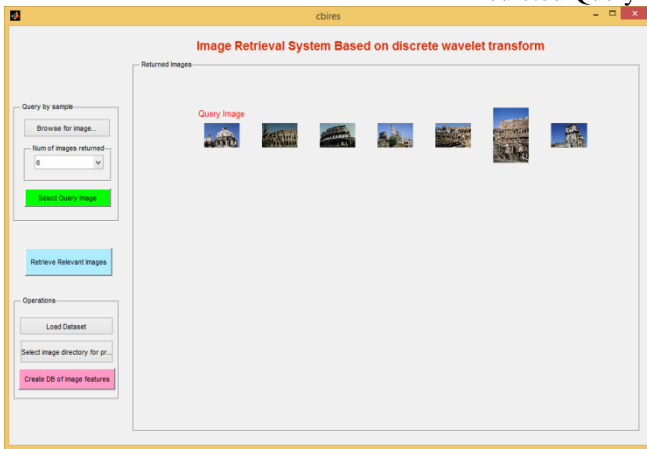 cbires
Image Retrieval System Based on discrete wavelet transform
Returned Images
Query by sample
Browse for image...
Num of images returned
6
Select Query Image
Query Image
Retrieve Relevant Images
Operations
Load Dataset
Select image directory for pr...
Create DB of image features